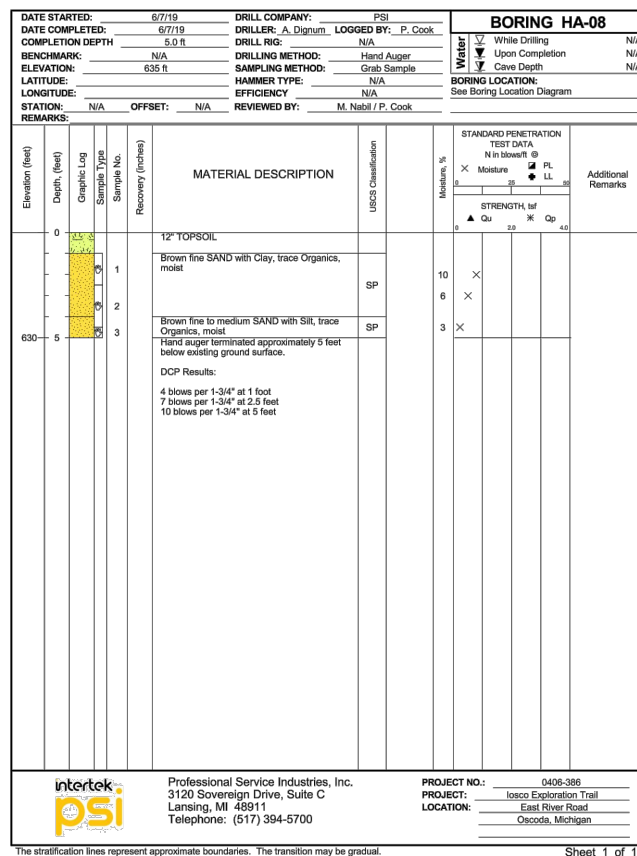 DATE STARTED: 6/7/19
DATE COMPLETED: 6/7/19
COMPLETION DEPTH 5.0 ft
BENCHMARK: N/A
ELEVATION: 635 ft
LATITUDE:
LONGITUDE:
STATION: N/A OFFSET: N/A
REMARKS:
DRILL COMPANY: PSI
DRILLER: A. Dignum LOGGED BY: P. Cook
DRILL RIG: N/A
DRILLING METHOD: Hand Auger
SAMPLING METHOD: Grab Sample
HAMMER TYPE: N/A
EFFICIENCY N/A
REVIEWED BY: M. Nabil / P. Cook
BORING HA-08
Water
While Drilling N/A
Upon Completion N/A
Cave Depth N/A
BORING LOCATION:
See Boring Location Diagram
Elevation (feet)
Depth, (feet)
Graphic Log
Sample Type
Sample No.
Recovery (inches)
MATERIAL DESCRIPTION
USCS Classification
Moisture, %
STANDARD PENETRATION
TEST DATA
N in blows/ft ◎
× Moisture PL
LL
0 25 50
STRENGTH, tsf
▲ Qu ✳ Qp
0 2.0 4.0
Additional
Remarks
0
12" TOPSOIL
Brown fine SAND with Clay, trace Organics,
moist
1
10
SP
6
2
Brown fine to medium SAND with Silt, trace
Organics, moist
3
SP
3
630 5
Hand auger terminated approximately 5 feet
below existing ground surface.
DCP Results:
4 blows per 1-3/4" at 1 foot
7 blows per 1-3/4" at 2.5 feet
10 blows per 1-3/4" at 5 feet
intertek
psi
Professional Service Industries, Inc.
3120 Sovereign Drive, Suite C
Lansing, MI 48911
Telephone: (517) 394-5700
PROJECT NO.: 0406-386
PROJECT: Iosco Exploration Trail
LOCATION: East River Road
Oscoda, Michigan
The stratification lines represent approximate boundaries. The transition may be gradual.
Sheet 1 of 1